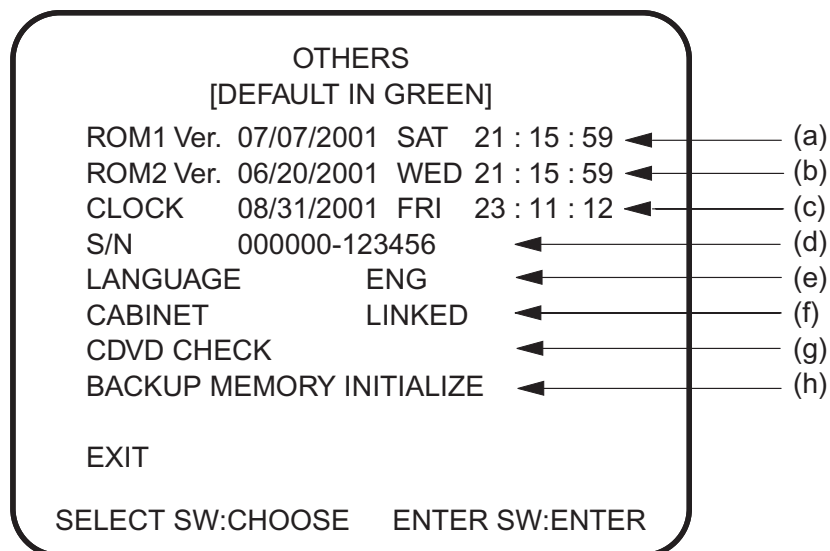 OTHERS
[DEFAULT IN GREEN]
ROM1 Ver. 07/07/2001 SAT 21 : 15 : 59 (a)
ROM2 Ver. 06/20/2001 WED 21 : 15 : 59 (b)
CLOCK 08/31/2001 FRI 23 : 11 : 12 (c)
S/N 000000-123456 (d)
LANGUAGE ENG (e)
CABINET LINKED (f)
CDVD CHECK (g)
BACKUP MEMORY INITIALIZE (h)
EXIT
SELECT SW:CHOOSE ENTER SW:ENTER